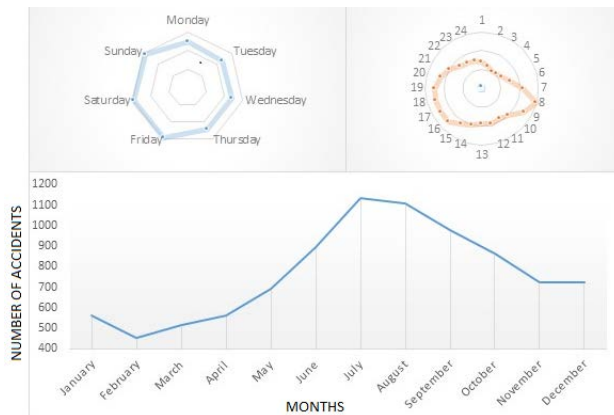 Monday
Sunday
Tuesday
Saturday
Wednesday
Friday
Thursday
1
2
3
4
5
6
7
8
9
10
11
12
13
14
15
16
17
18
19
20
21
22
23
24
NUMBER OF ACCIDENTS
1200
1100
1000
900
800
700
600
500
400
January
February
March
April
May
June
July
August
September
October
November
December
MONTHS